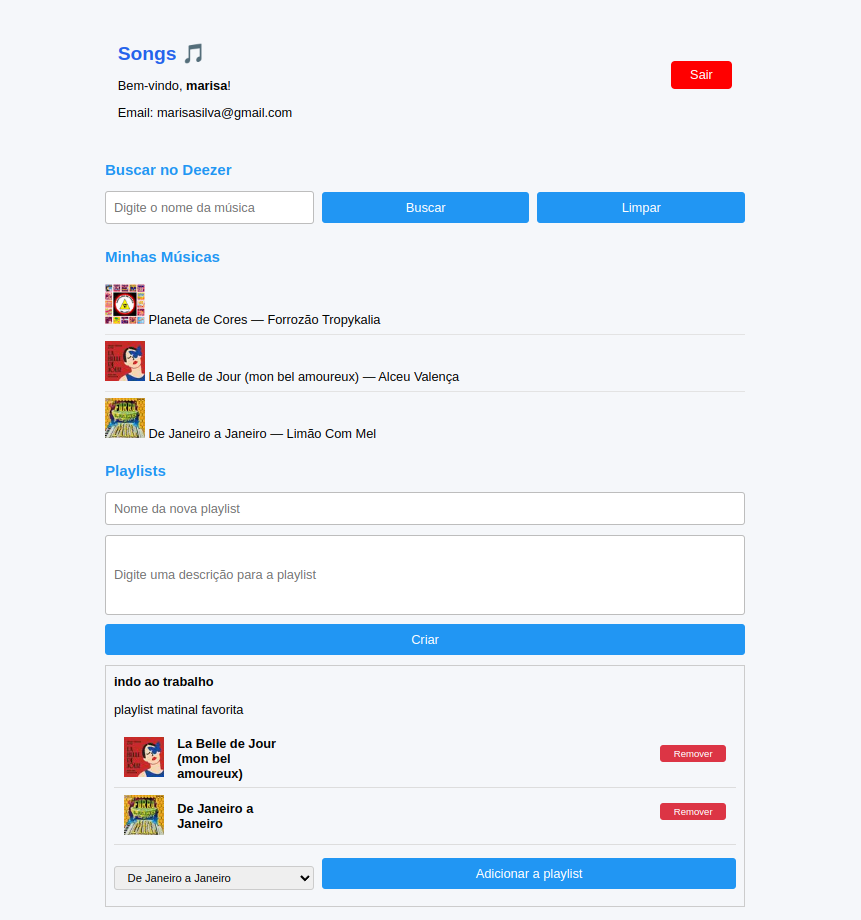 Songs 🎵
Bem-vindo, marisa!
Sair
Email: marisasilva@gmail.com
Buscar no Deezer
Digite o nome da música
Buscar
Limpar
Minhas Músicas
Planeta de Cores — Forrozão Tropykalia
La Belle de Jour (mon bel amoureux) — Alceu Valença
De Janeiro a Janeiro — Limão Com Mel
Playlists
Nome da nova playlist
Digite uma descrição para a playlist
Criar
indo ao trabalho
playlist matinal favorita
La Belle de Jour
(mon bel
amoureux)
Remover
De Janeiro a
Janeiro
Remover
De Janeiro a Janeiro
Adicionar a playlist